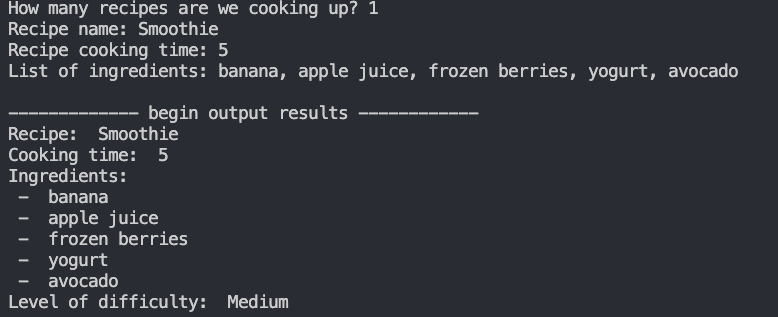 How many recipes are we cooking up? 1
Recipe name: Smoothie
Recipe cooking time: 5
List of ingredients: banana, apple juice, frozen berries, yogurt, avocado

------------- begin output results ------------
Recipe:  Smoothie
Cooking time:  5
Ingredients:
 -  banana
 -  apple juice
 -  frozen berries
 -  yogurt
 -  avocado
Level of difficulty:  Medium